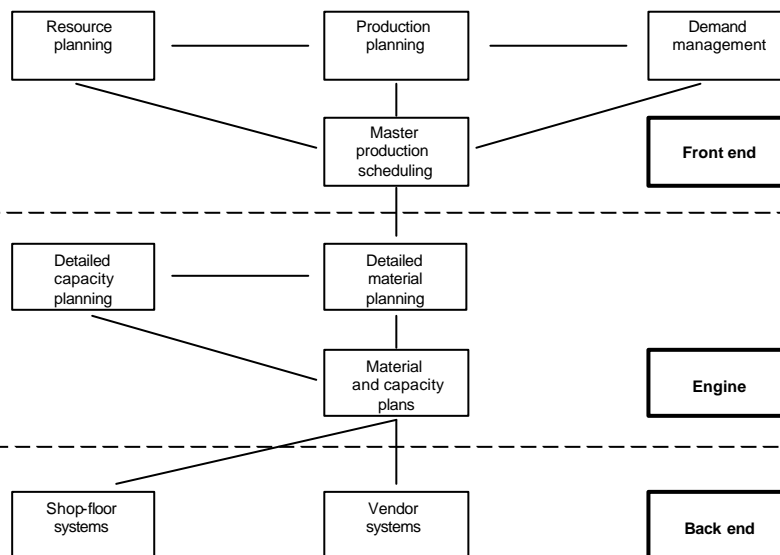 Resource
planning
Production
planning
Demand
management
Master
production
scheduling
Front end
Detailed
capacity
planning
Detailed
material
planning
Material
and capacity
plans
Engine
Shop-floor
systems
Vendor
systems
Back end